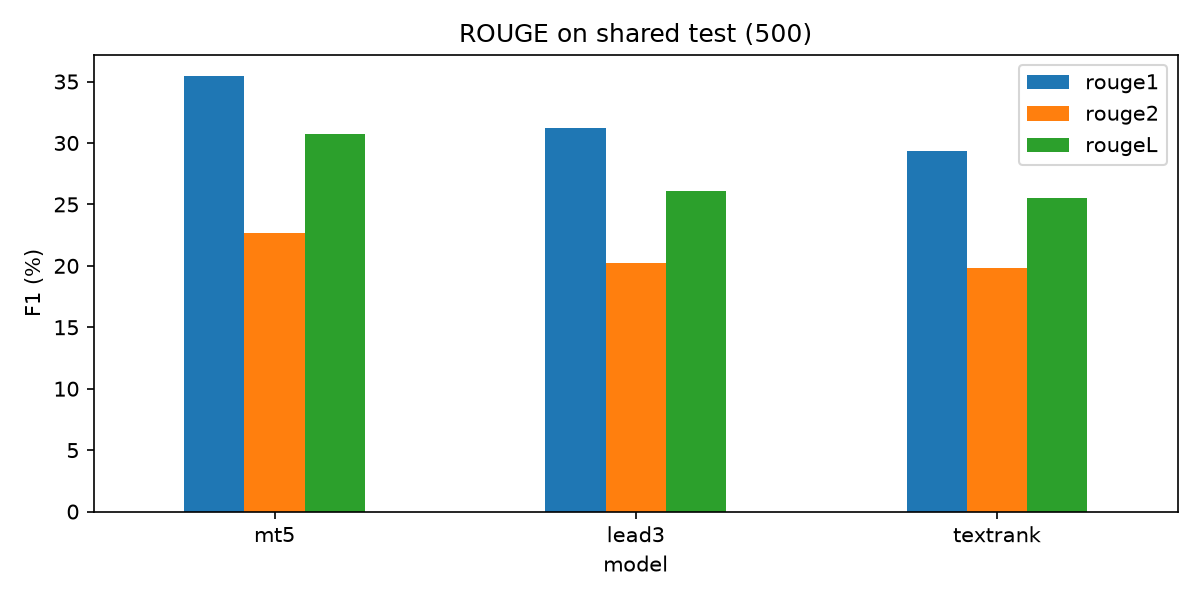 ROUGE on shared test (500)
rouge1
rouge2
rougeL
F1 (%)
35
30
25
20
15
10
5
0
mt5 lead3 textrank
model